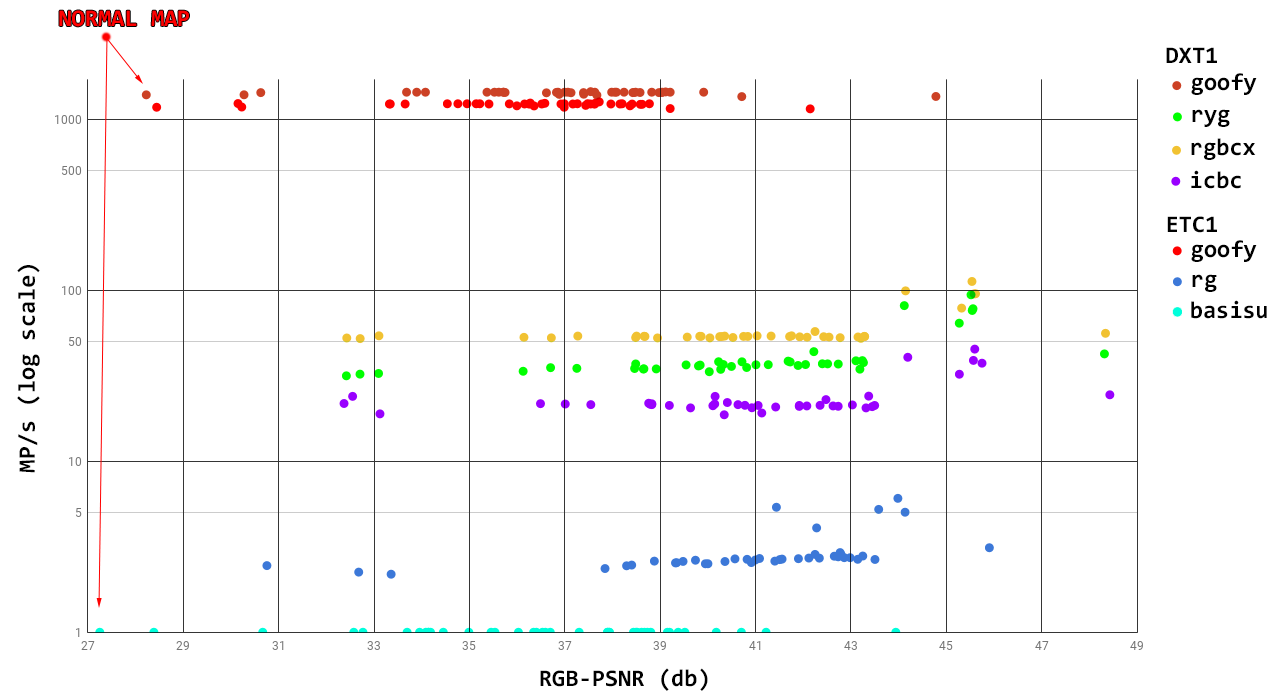 NORMAL MAP
DXT1
goofy
ryg
rgbcx
icbc
ETC1
goofy
rg
basisu
MP/s (log scale)
1000
500
100
50
10
5
1
27 29 31 33 35 37 39 41 43 45 47 49
RGB-PSNR (db)